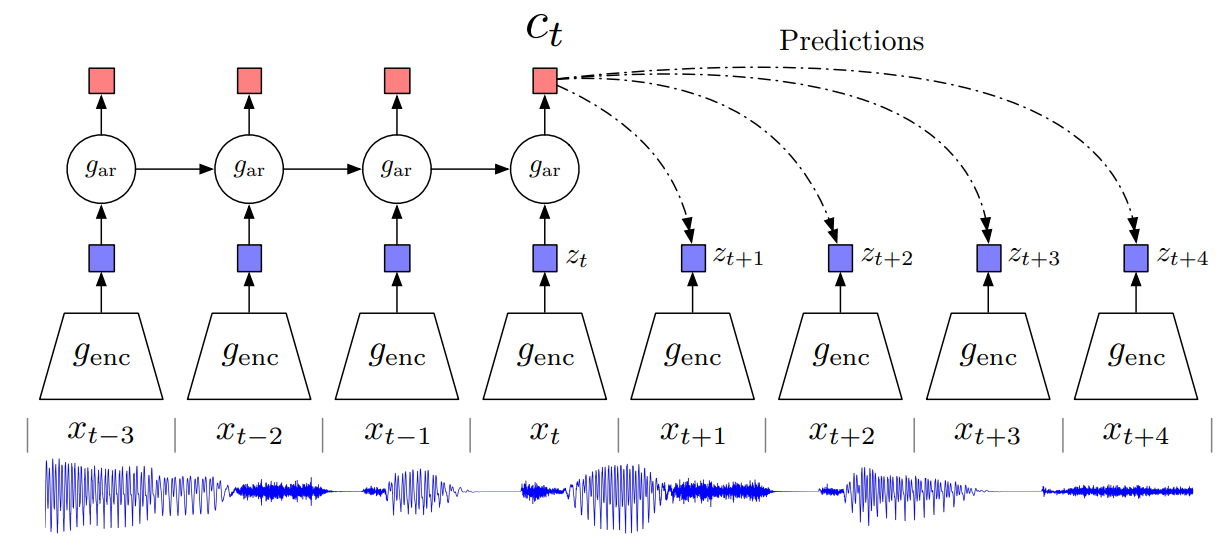 c_t
Predictions
g_ar g_ar g_ar g_ar
z_t z_{t+1} z_{t+2} z_{t+3} z_{t+4}
g_enc g_enc g_enc g_enc g_enc g_enc g_enc g_enc
x_{t−3} x_{t−2} x_{t−1} x_t x_{t+1} x_{t+2} x_{t+3} x_{t+4}